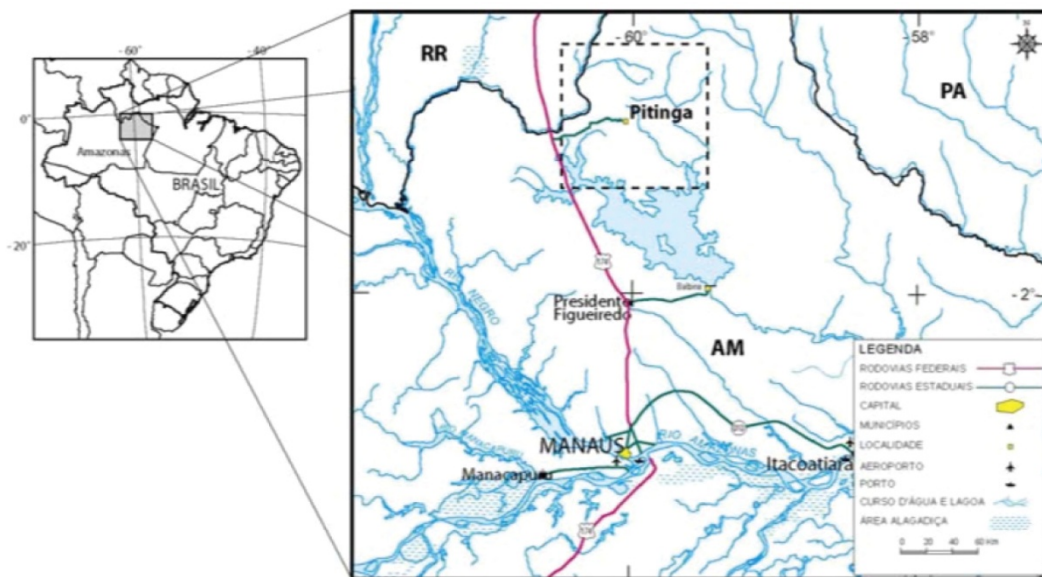 -60°
-40°
0°
Amazonas
BRASIL
-20°
-60°
-58°
N
RR
PA
Pitinga
RIO NEGRO
Balbina
-2°
Presidente
Figueiredo
AM
MANAUS
RIO AMAZONAS
Itacoatiara
Manacapuru
LEGENDA
RODOVIAS FEDERAIS
RODOVIAS ESTADUAIS
CAPITAL
MUNICÍPIOS
LOCALIDADE
AEROPORTO
PORTO
CURSO D'ÁGUA E LAGOA
ÁREA ALAGADIÇA
0 20 40 60 Km